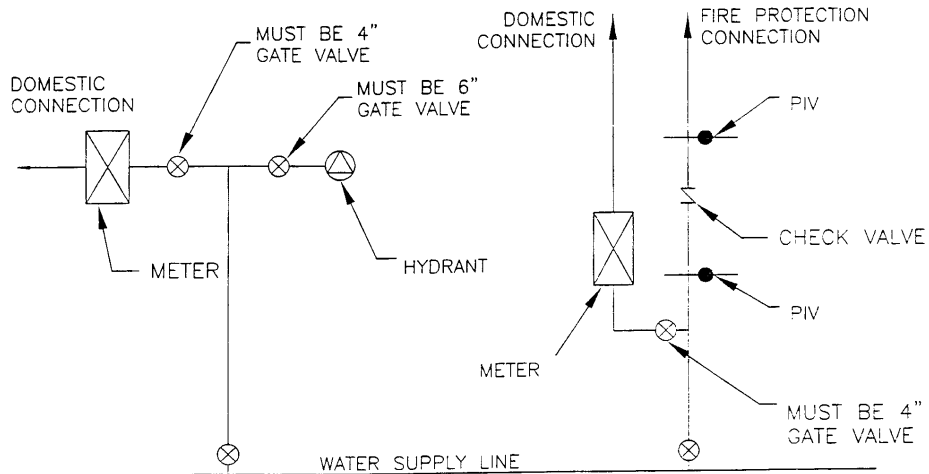 MUST BE 4"
GATE VALVE
DOMESTIC
CONNECTION
MUST BE 6"
GATE VALVE
METER
HYDRANT
DOMESTIC
CONNECTION
FIRE PROTECTION
CONNECTION
PIV
CHECK VALVE
PIV
METER
MUST BE 4"
GATE VALVE
WATER SUPPLY LINE